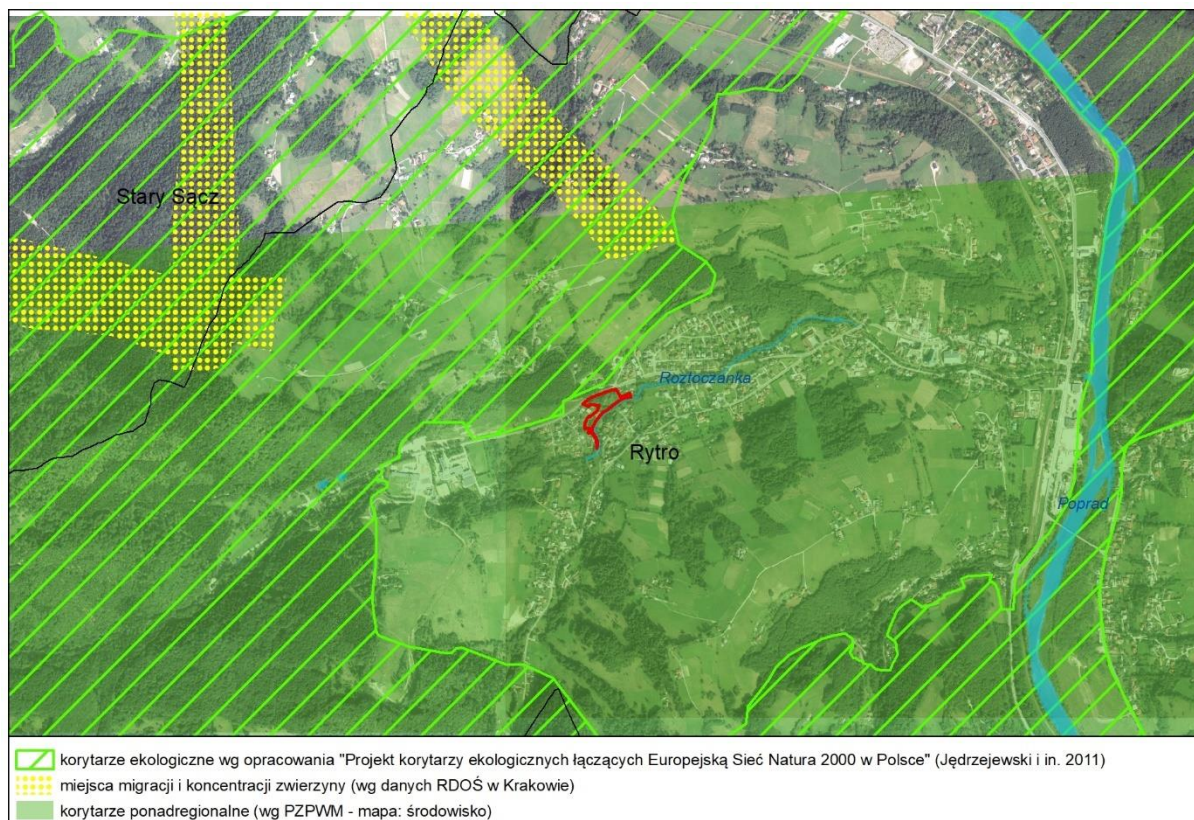 Stary Sacz
Roztoczanka
Rytro
Poprad
korytarze ekologiczne wg opracowania "Projekt korytarzy ekologicznych łączących Europejską Sieć Natura 2000 w Polsce" (Jędrzejewski i in. 2011)
miejsca migracji i koncentracji zwierzyny (wg danych RDOŚ w Krakowie)
korytarze ponadregionalne (wg PZPWM - mapa: środowisko)